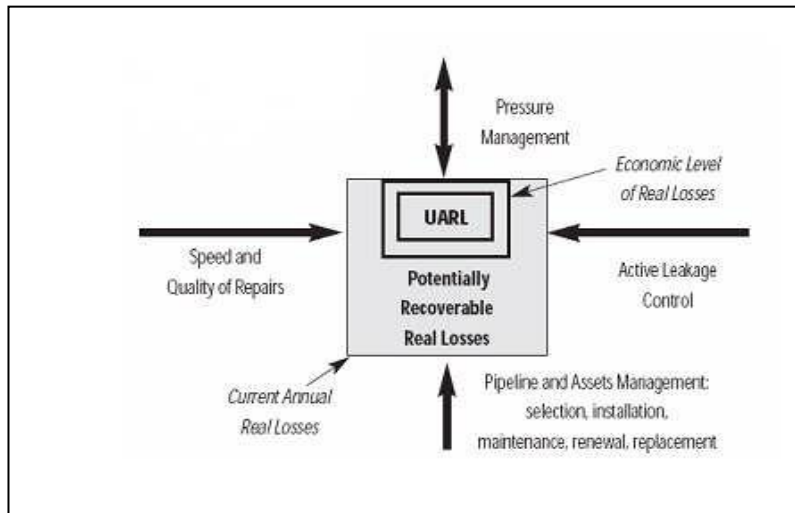 Pressure
Management
Economic Level
of Real Losses
UARL
Speed and
Quality of Repairs
Potentially
Recoverable
Real Losses
Active Leakage
Control
Current Annual
Real Losses
Pipeline and Assets Management:
selection, installation,
maintenance, renewal, replacement